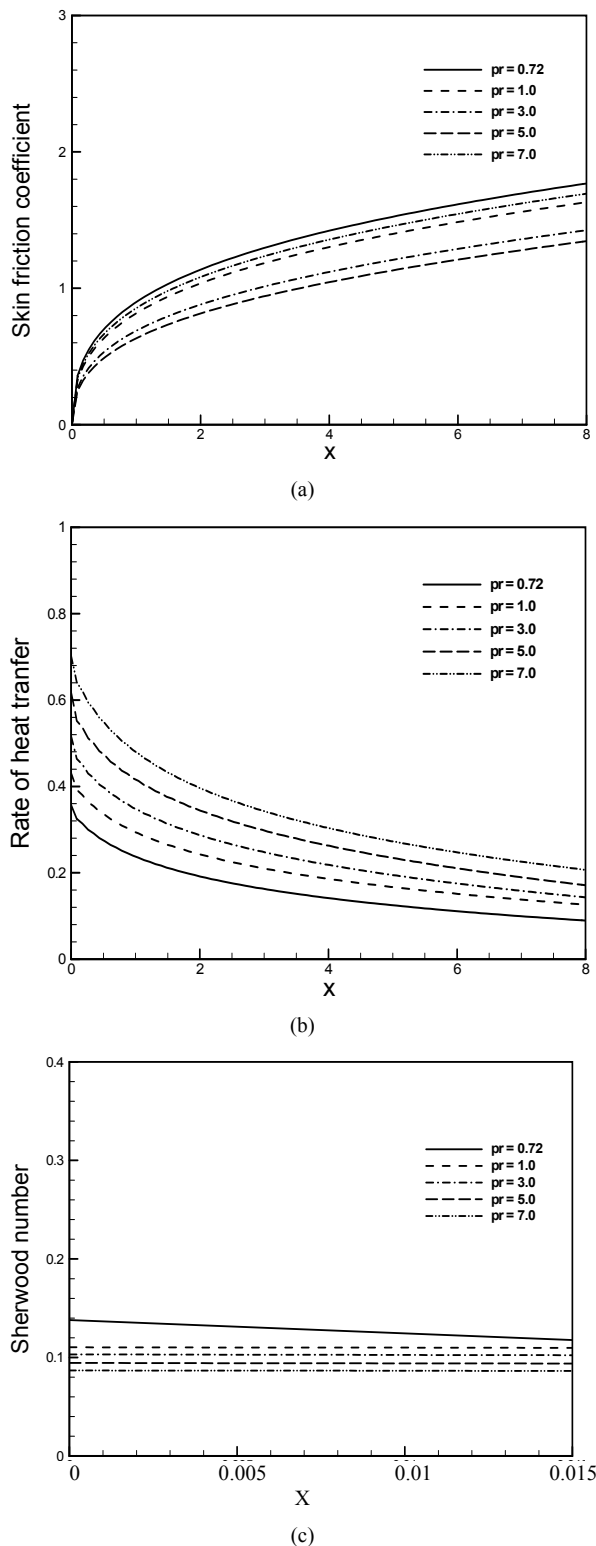 3
2
1
0
Skin friction coefficient
pr = 0.72
pr = 1.0
pr = 3.0
pr = 5.0
pr = 7.0
0 2 4 6 8
X
(a)
1
0.8
0.6
0.4
0.2
0
Rate of heat tranfer
pr = 0.72
pr = 1.0
pr = 3.0
pr = 5.0
pr = 7.0
0 2 4 6 8
X
(b)
0.4
0.3
0.2
0.1
0
Sherwood number
pr = 0.72
pr = 1.0
pr = 3.0
pr = 5.0
pr = 7.0
0 0.005 0.01 0.015
X
(c)